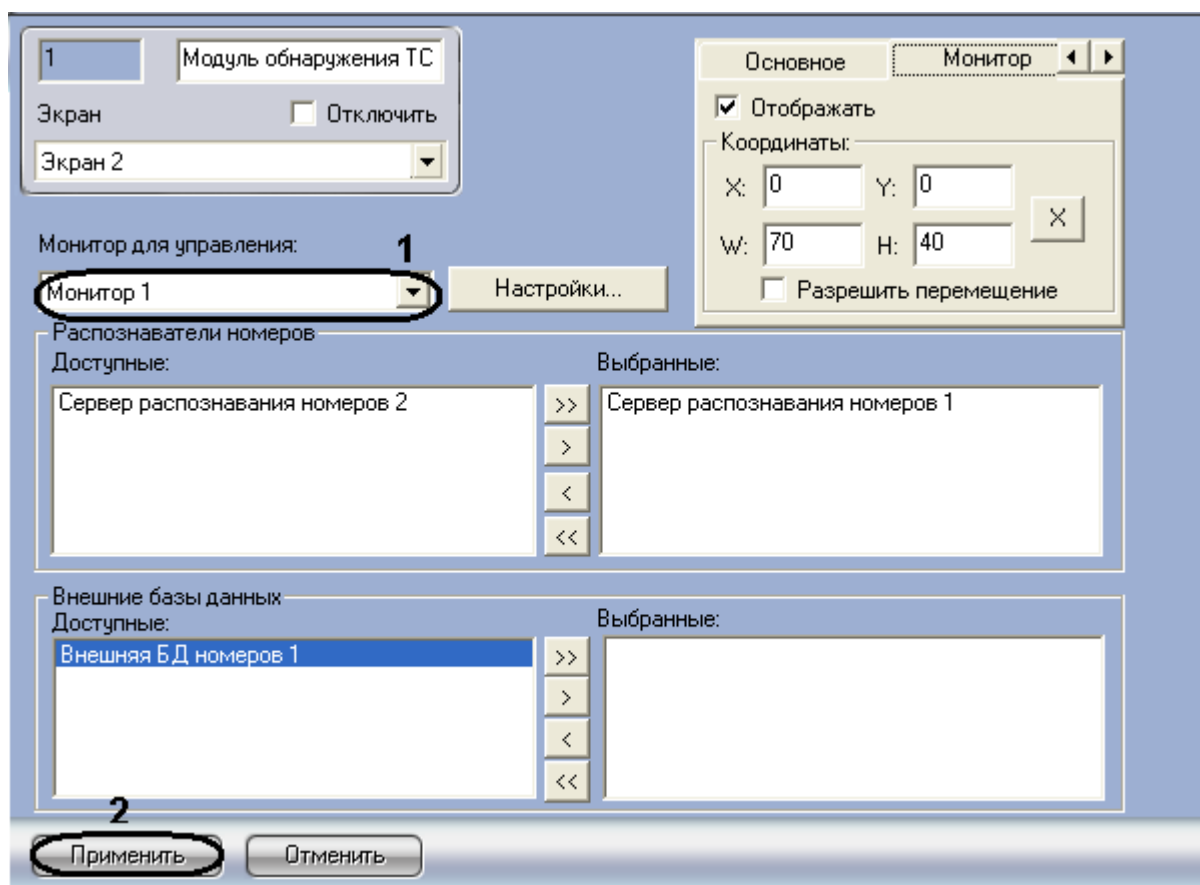 1
Модуль обнаружения ТС
Экран
Отключить
Экран 2
Основное
Монитор
Отображать
Координаты:
X: 0 Y: 0
X
W: 70 H: 40
Разрешить перемещение
Монитор для управления:
1
Монитор 1
Настройки...
Распознаватели номеров
Доступные:
Выбранные:
Сервер распознавания номеров 2
>>
>
<
<<
Сервер распознавания номеров 1
Внешние базы данных
Доступные:
Выбранные:
Внешняя БД номеров 1
>>
>
<
<<
2
Применить
Отменить